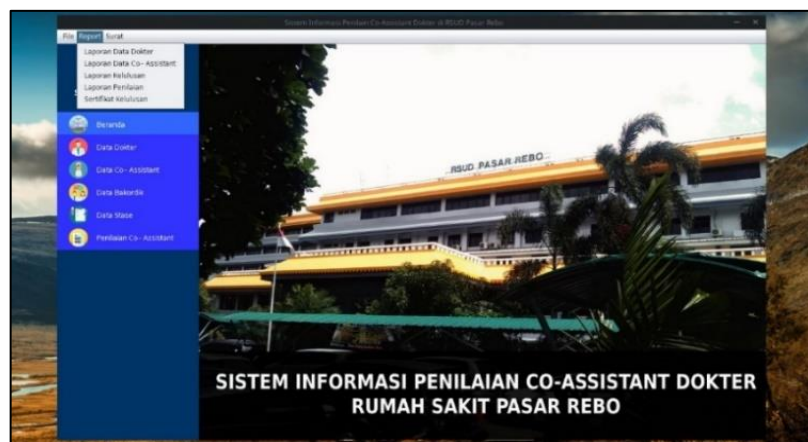 Sistem Informasi Penilaian Co-Assistant Dokter di RSUD Pasar Rebo
File Report Surat
Laporan Data Dokter
Laporan Data Co- Assistant
Laporan Kelulusan
Laporan Penilaian
Sertifikat Kelulusan
Beranda
Data Dokter
Data Co- Assistant
Data Bakordik
Data Stase
Penilaian Co- Assistant
RSUD PASAR REBO
SISTEM INFORMASI PENILAIAN CO-ASSISTANT DOKTER
RUMAH SAKIT PASAR REBO